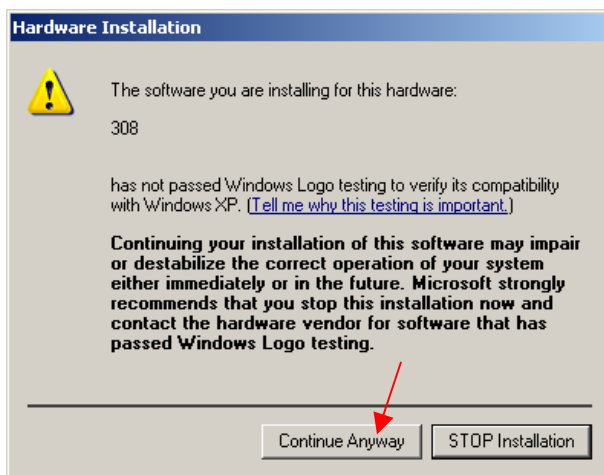 Hardware Installation
The software you are installing for this hardware:
308
has not passed Windows Logo testing to verify its compatibility
with Windows XP. (Tell me why this testing is important.)
Continuing your installation of this software may impair
or destabilize the correct operation of your system
either immediately or in the future. Microsoft strongly
recommends that you stop this installation now and
contact the hardware vendor for software that has
passed Windows Logo testing.
Continue Anyway STOP Installation